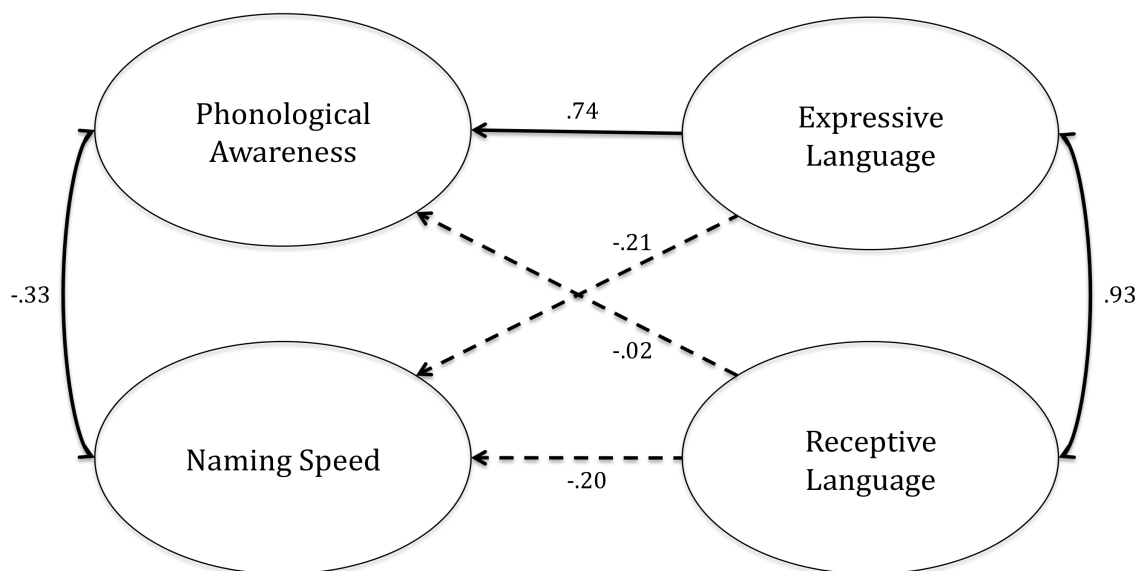 Phonological
Awareness
.74
Expressive
Language
-.21
-.33
.93
-.02
Naming Speed
-.20
Receptive
Language